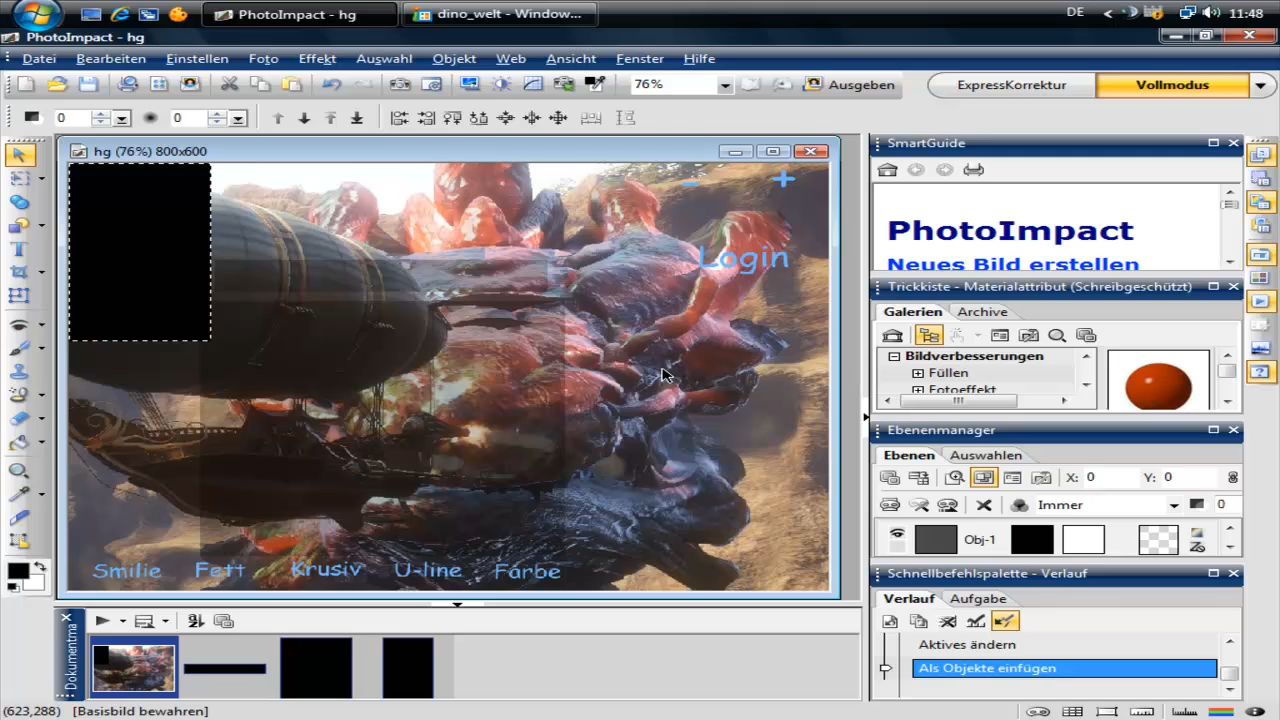 PhotoImpact - hg
dino_welt - Window...
DE
11:48
PhotoImpact - hg
Datei Bearbeiten Einstellen Foto Effekt Auswahl Objekt Web Ansicht Fenster Hilfe
76%
Ausgeben
ExpressKorrektur
Vollmodus
0
0
hg (76%) 800x600
- +
Login
Smilie Fett Krusiv U-line Farbe
SmartGuide
PhotoImpact
Neues Bild erstellen
Trickkiste - Materialattribut (Schreibgeschützt)
Galerien Archive
Bildverbesserungen
Füllen
Fotoeffekt
Ebenenmanager
Ebenen Auswählen
X: 0 Y: 0
Immer
0
Obj-1
Schnellbefehlspalette - Verlauf
Verlauf Aufgabe
Aktives ändern
Als Objekte einfügen
Dokumentma
(623,288) [Basisbild bewahren]